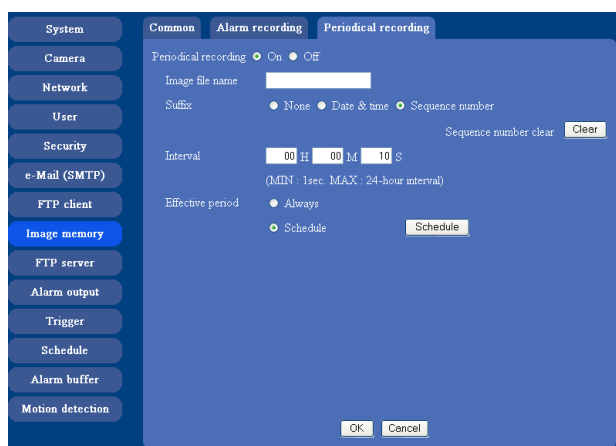 System
Camera
Network
User
Security
e-Mail (SMTP)
FTP client
Image memory
FTP server
Alarm output
Trigger
Schedule
Alarm buffer
Motion detection
Common Alarm recording Periodical recording
Periodical recording On Off
Image file name
Suffix None Date & time Sequence number
Sequence number clear Clear
Interval 00 H 00 M 10 S
(MIN : 1sec. MAX : 24-hour interval)
Effective period Always
Schedule Schedule
OK Cancel